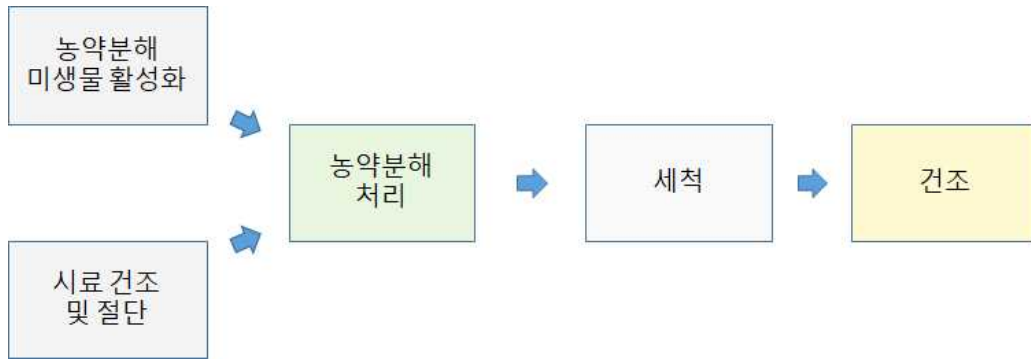 농약분해
미생물 활성화
시료 건조
및 절단
농약분해
처리
세척
건조